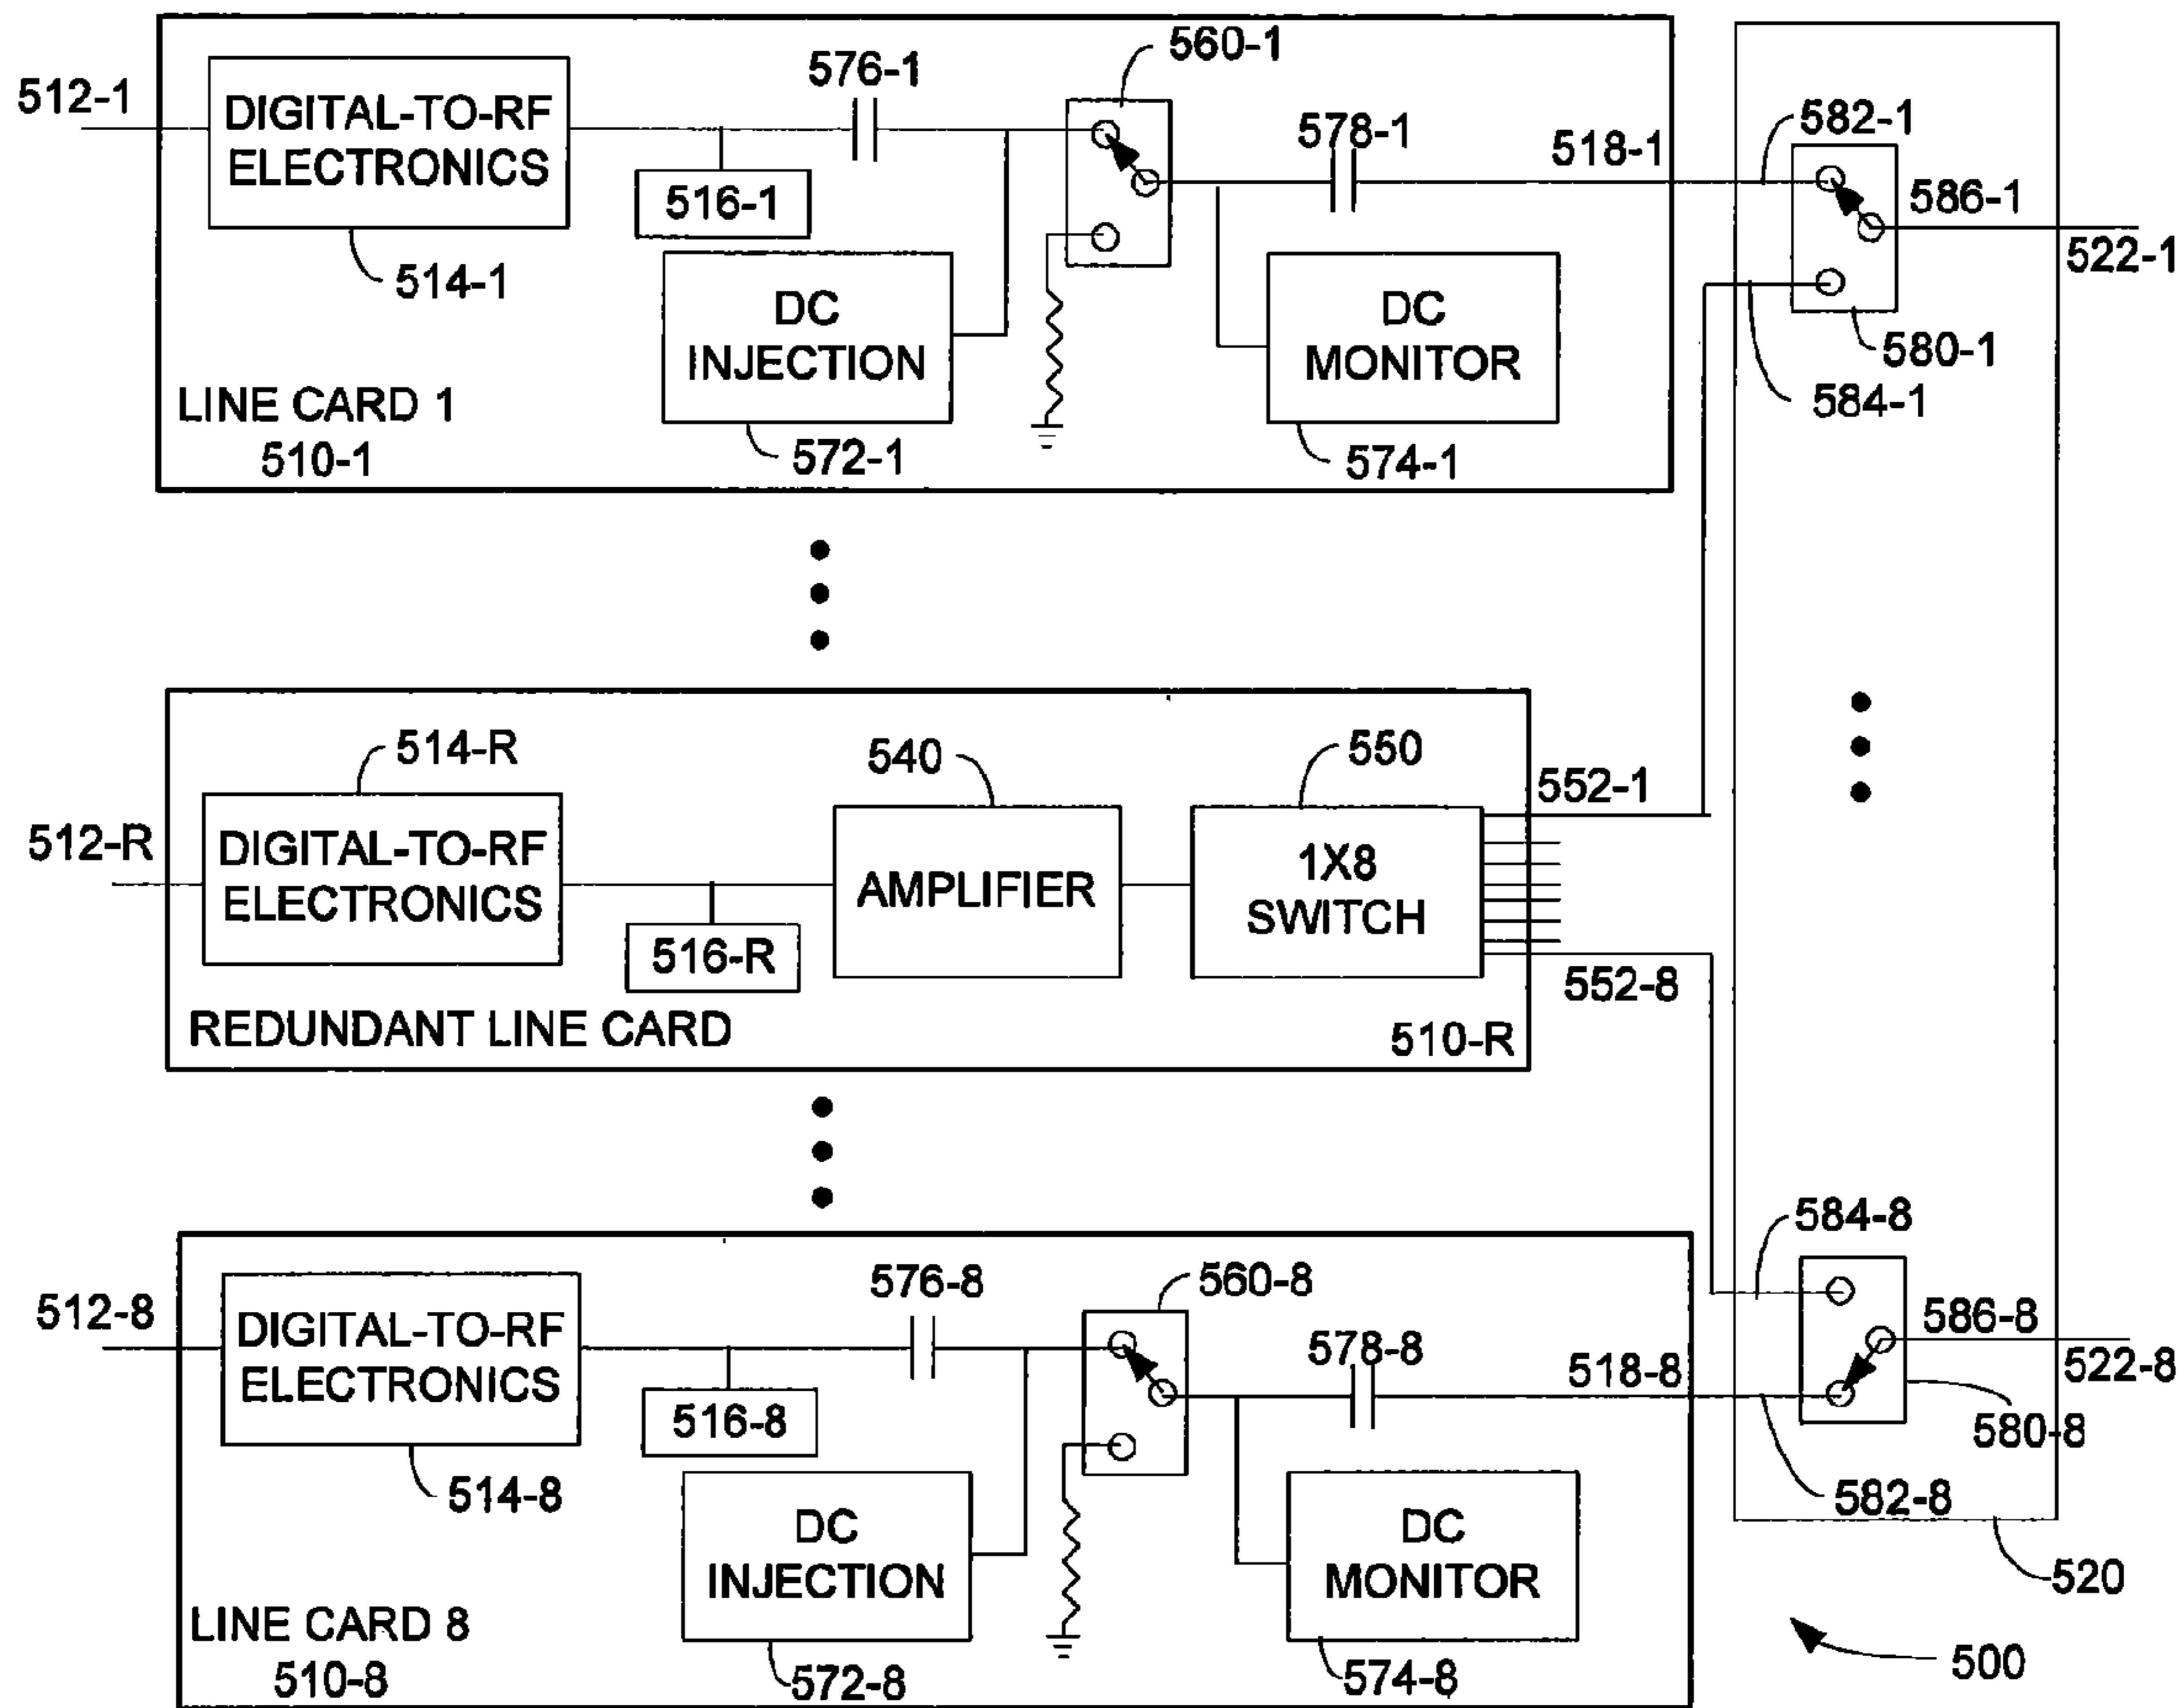 512-1
DIGITAL-TO-RF
ELECTRONICS
514-1
516-1
576-1
560-1
578-1
518-1
582-1
586-1
522-1
580-1
584-1
DC
INJECTION
572-1
DC
MONITOR
574-1
LINE CARD 1
510-1
512-R
514-R
DIGITAL-TO-RF
ELECTRONICS
516-R
540
AMPLIFIER
550
1X8
SWITCH
552-1
552-8
REDUNDANT LINE CARD
510-R
512-8
DIGITAL-TO-RF
ELECTRONICS
514-8
516-8
576-8
560-8
578-8
518-8
584-8
586-8
522-8
580-8
582-8
DC
INJECTION
572-8
DC
MONITOR
574-8
LINE CARD 8
510-8
520
500